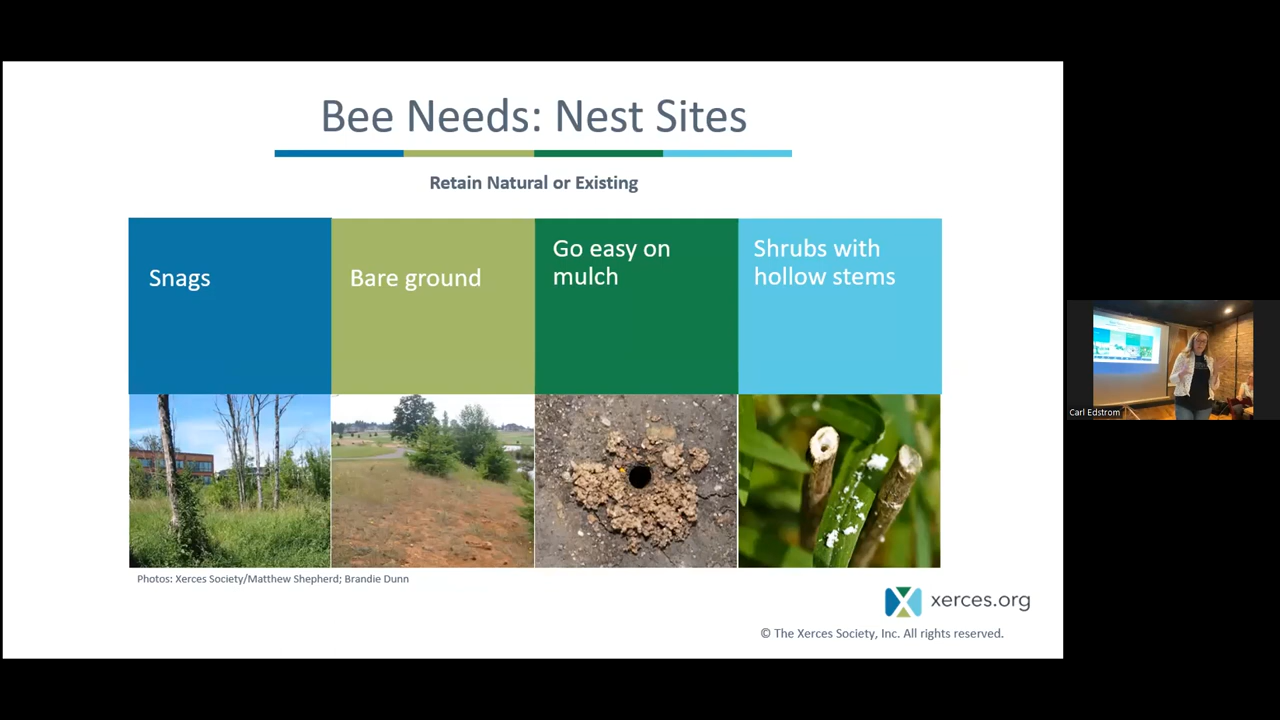 Bee Needs: Nest Sites
Retain Natural or Existing
Snags
Bare ground
Go easy on
mulch
Shrubs with
hollow stems
Photos: Xerces Society/Matthew Shepherd; Brandie Dunn
xerces.org
© The Xerces Society, Inc. All rights reserved.
Carl Edstrom